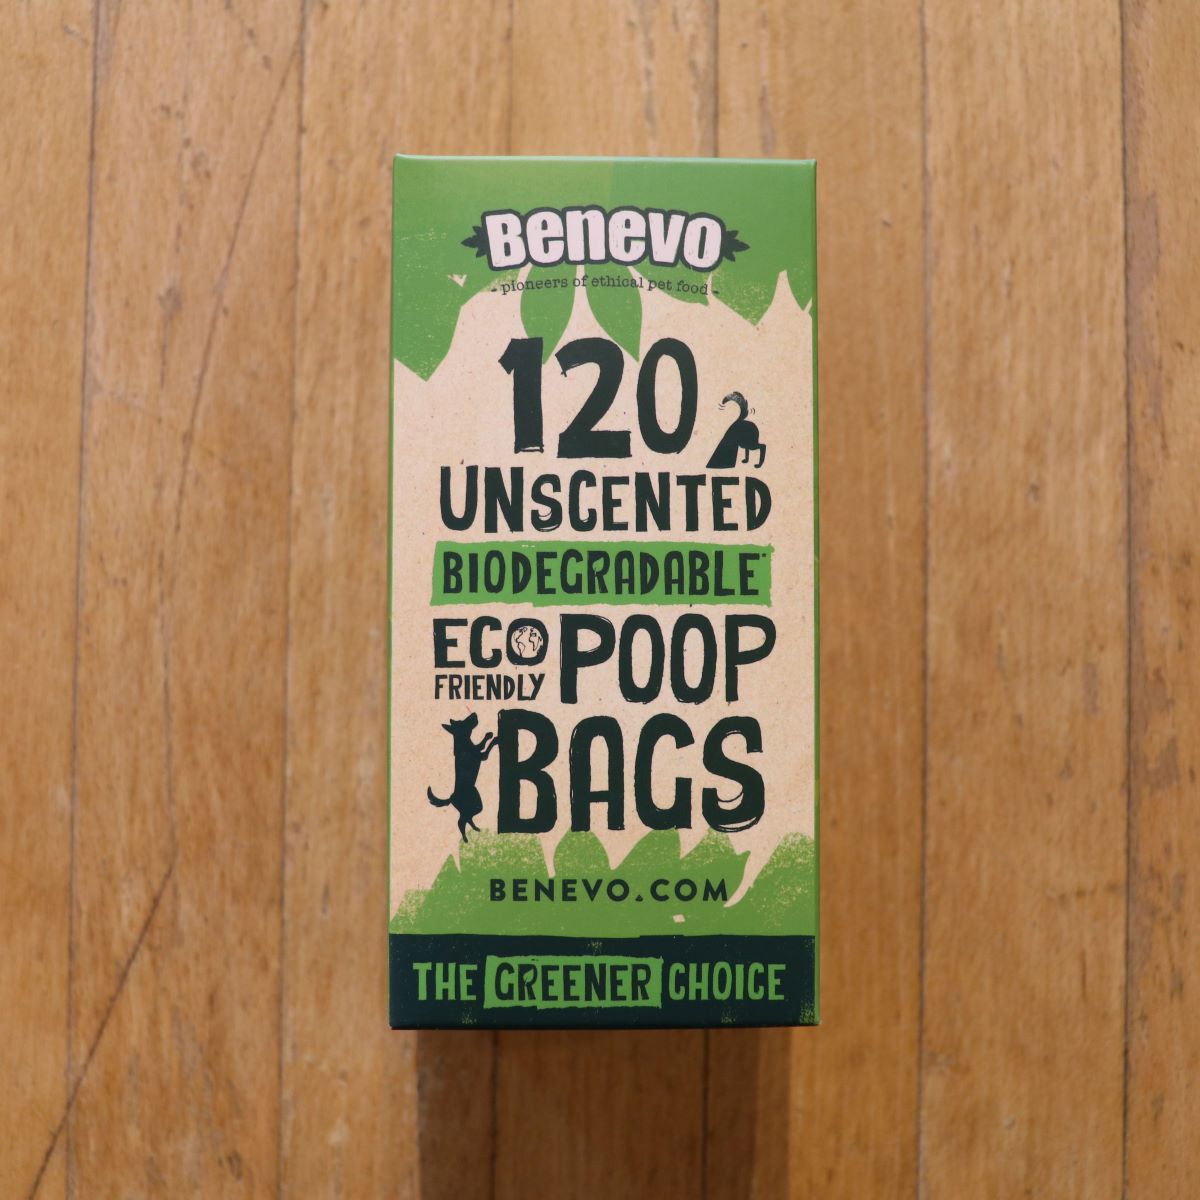 Benevo
- pioneers of ethical pet food -
120
UNSCENTED
BIODEGRADABLE*
ECO FRIENDLY POOP
BAGS
BENEVO.COM
THE GREENER CHOICE